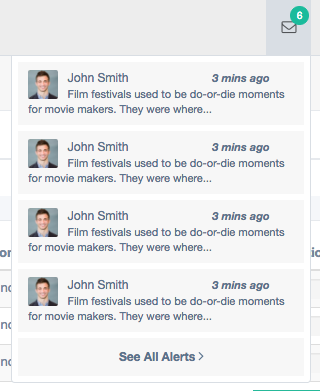 6
John Smith 3 mins ago
Film festivals used to be do-or-die moments
for movie makers. They were where...
John Smith 3 mins ago
Film festivals used to be do-or-die moments
for movie makers. They were where...
John Smith 3 mins ago
Film festivals used to be do-or-die moments
for movie makers. They were where...
John Smith 3 mins ago
Film festivals used to be do-or-die moments
for movie makers. They were where...
See All Alerts